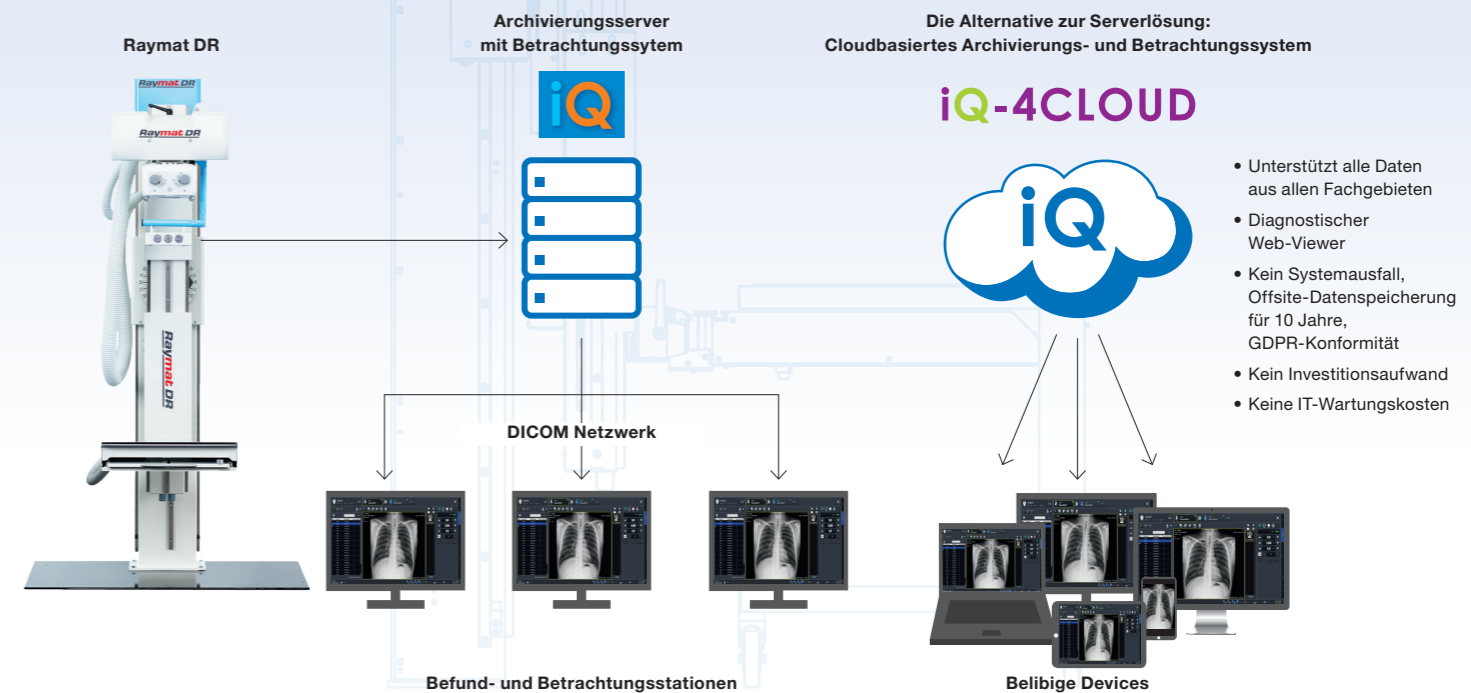 Raymat DR
Raymat DR
Raymat DR
Raymat DR
Archivierungsserver
mit Betrachtungssytem
iQ
DICOM Netzwerk
Befund- und Betrachtungsstationen
Die Alternative zur Serverlösung:
Cloudbasiertes Archivierungs- und Betrachtungssystem
iQ-4CLOUD
iQ
• Unterstützt alle Daten
aus allen Fachgebieten
• Diagnostischer
Web-Viewer
• Kein Systemausfall,
Offsite-Datenspeicherung
für 10 Jahre,
GDPR-Konformität
• Kein Investitionsaufwand
• Keine IT-Wartungskosten
Belibige Devices